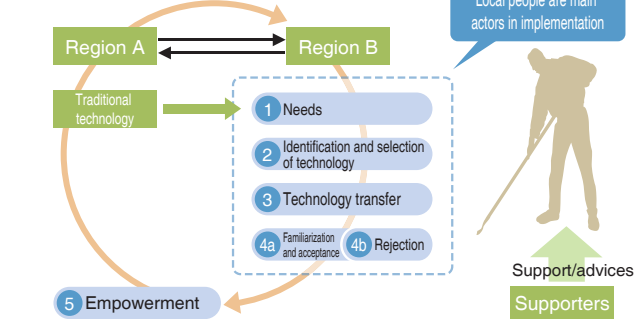 Local people are main
actors in implementation
Region A
Region B
Traditional
technology
1 Needs
2 Identification and selection
of technology
3 Technology transfer
4a Familiarization
and acceptance
4b Rejection
Support/advices
5 Empowerment
Supporters